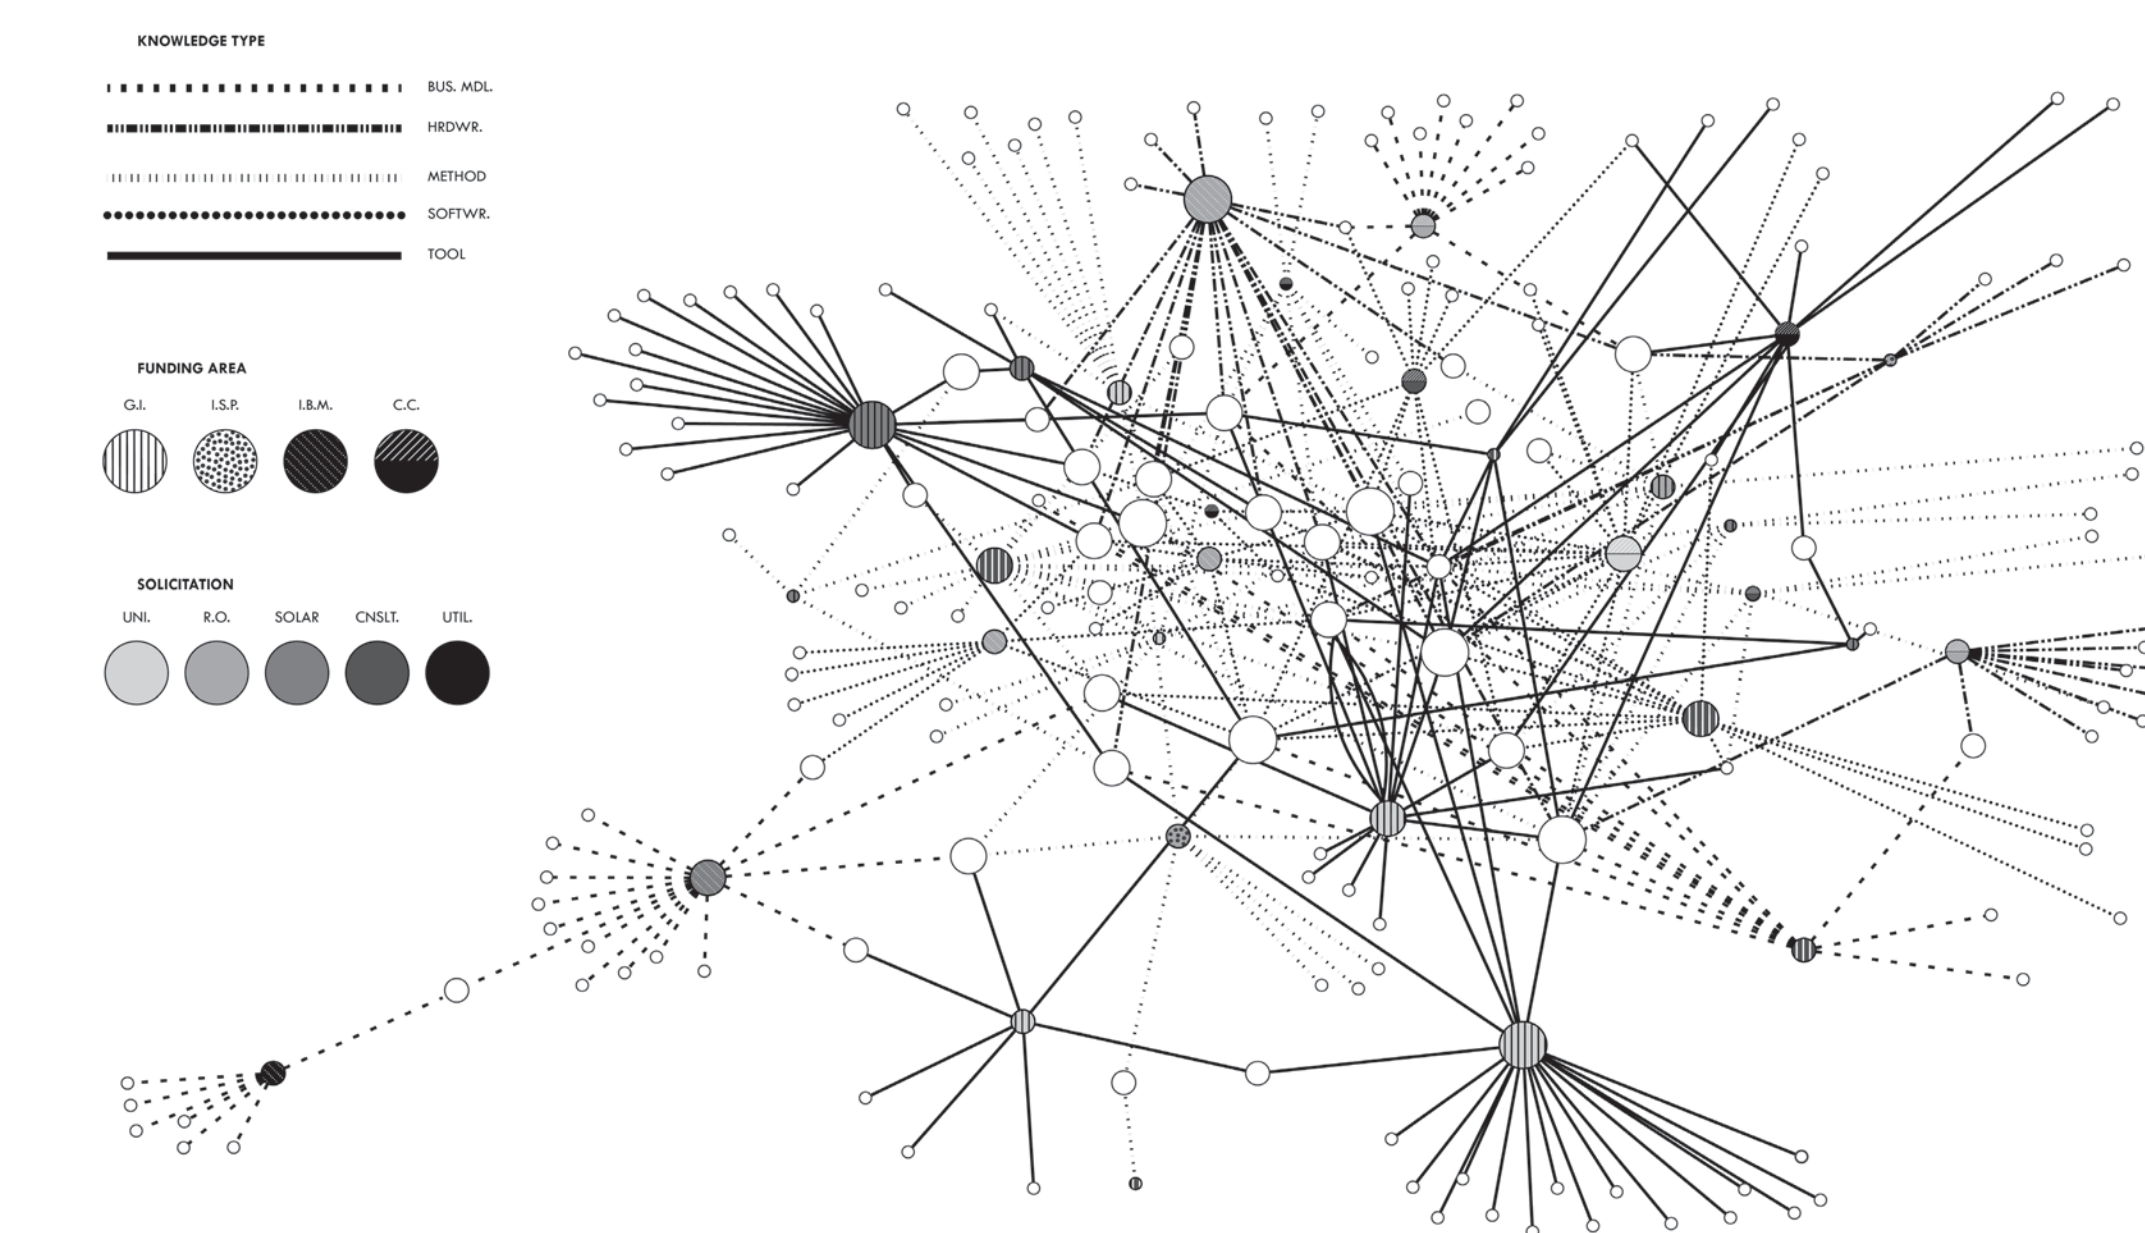 KNOWLEDGE TYPE
BUS. MDL.
HRDWR.
METHOD
SOFTWR.
TOOL
FUNDING AREA
G.I. I.S.P. I.B.M. C.C.
SOLICITATION
UNI. R.O. SOLAR CNSLT. UTIL.